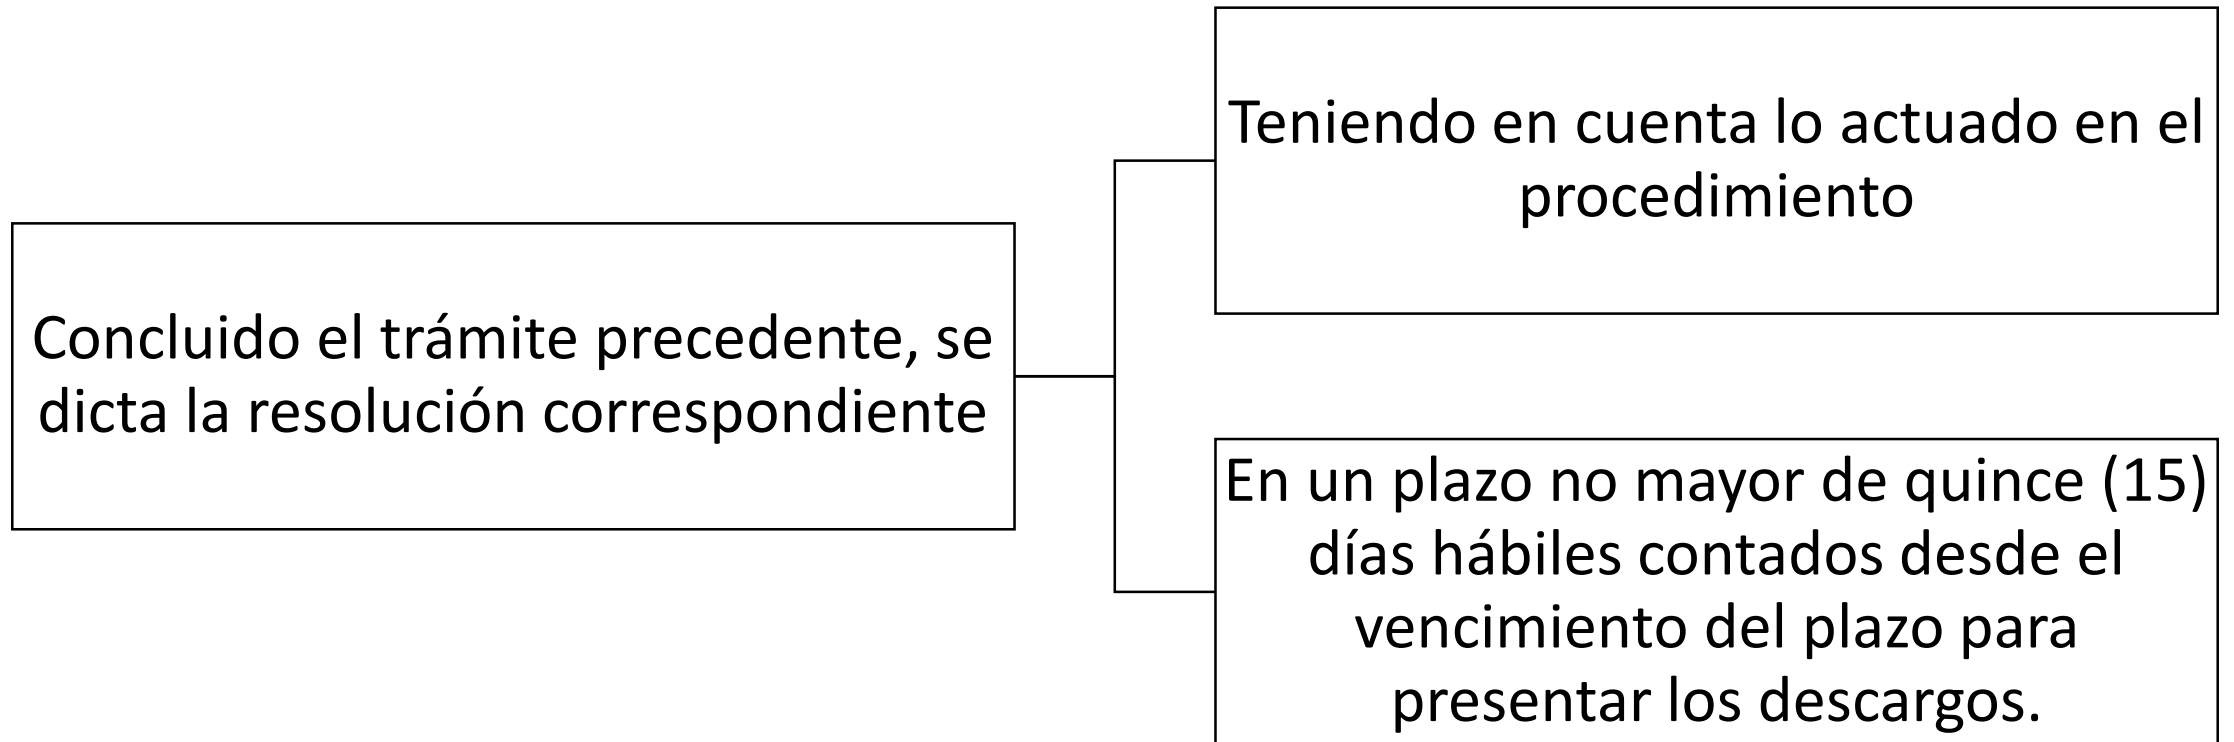 Concluido el trámite precedente, se
dicta la resolución correspondiente
Teniendo en cuenta lo actuado en el
procedimiento
En un plazo no mayor de quince (15)
días hábiles contados desde el
vencimiento del plazo para
presentar los descargos.